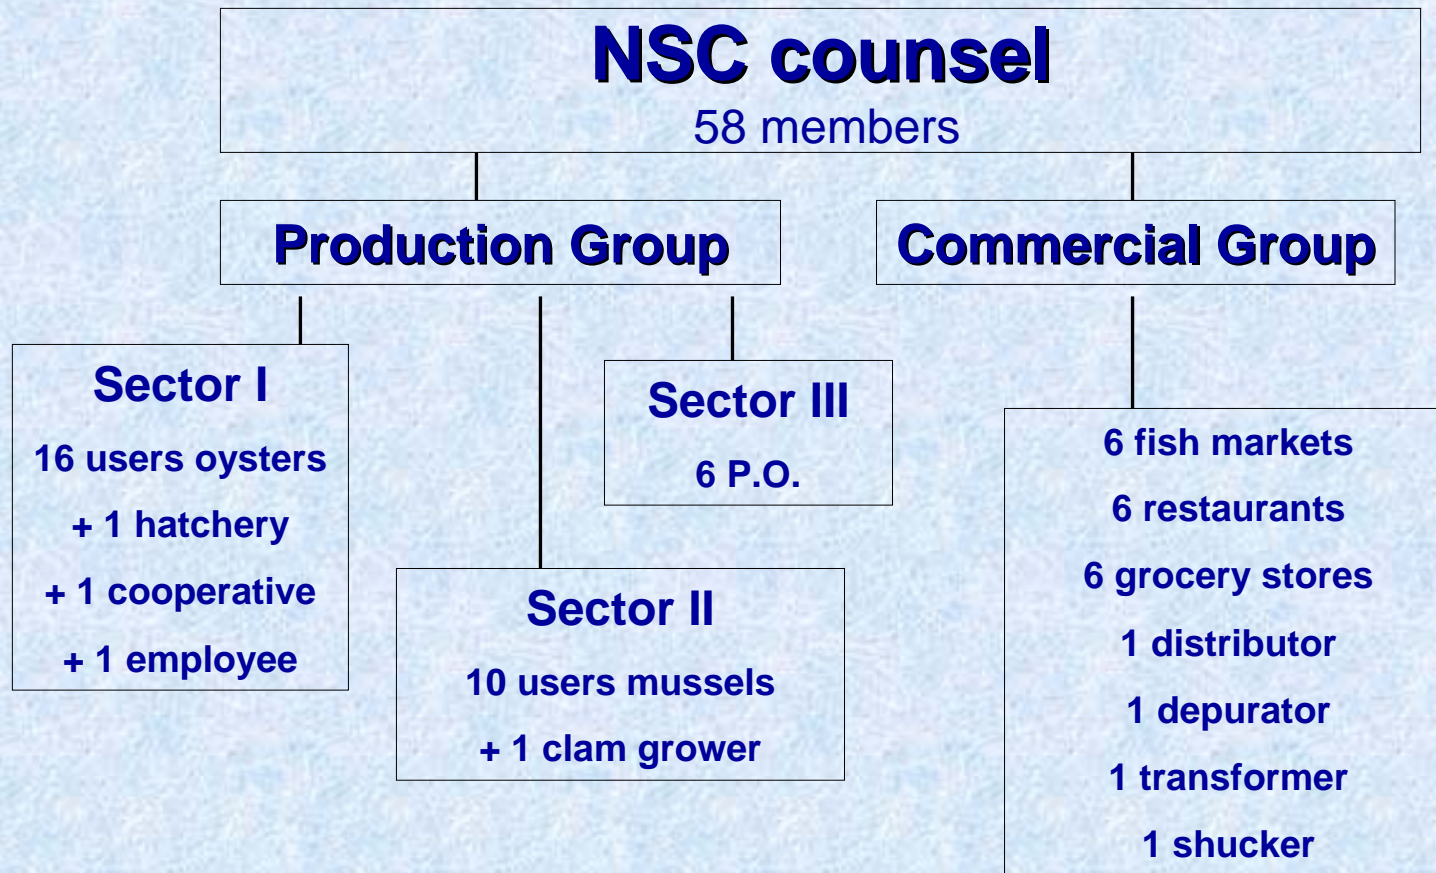 NSC counsel
58 members
Production Group
Commercial Group
Sector I
16 users oysters
+ 1 hatchery
+ 1 cooperative
+ 1 employee
Sector II
10 users mussels
+ 1 clam grower
Sector III
6 P.O.
6 fish markets
6 restaurants
6 grocery stores
1 distributor
1 depurator
1 transformer
1 shucker